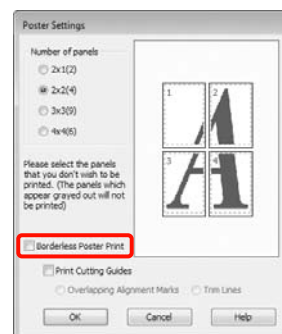 Poster Settings
Number of panels
2x1(2)
2x2(4)
3x3(9)
4x4(6)
1
2
3
4
Please select the panels
that you don't wish to be
printed. (The panels which
appear grayed out will not
be printed)
Borderless Poster Print
Print Cutting Guides
Overlapping Alignment Marks
Trim Lines
OK
Cancel
Help